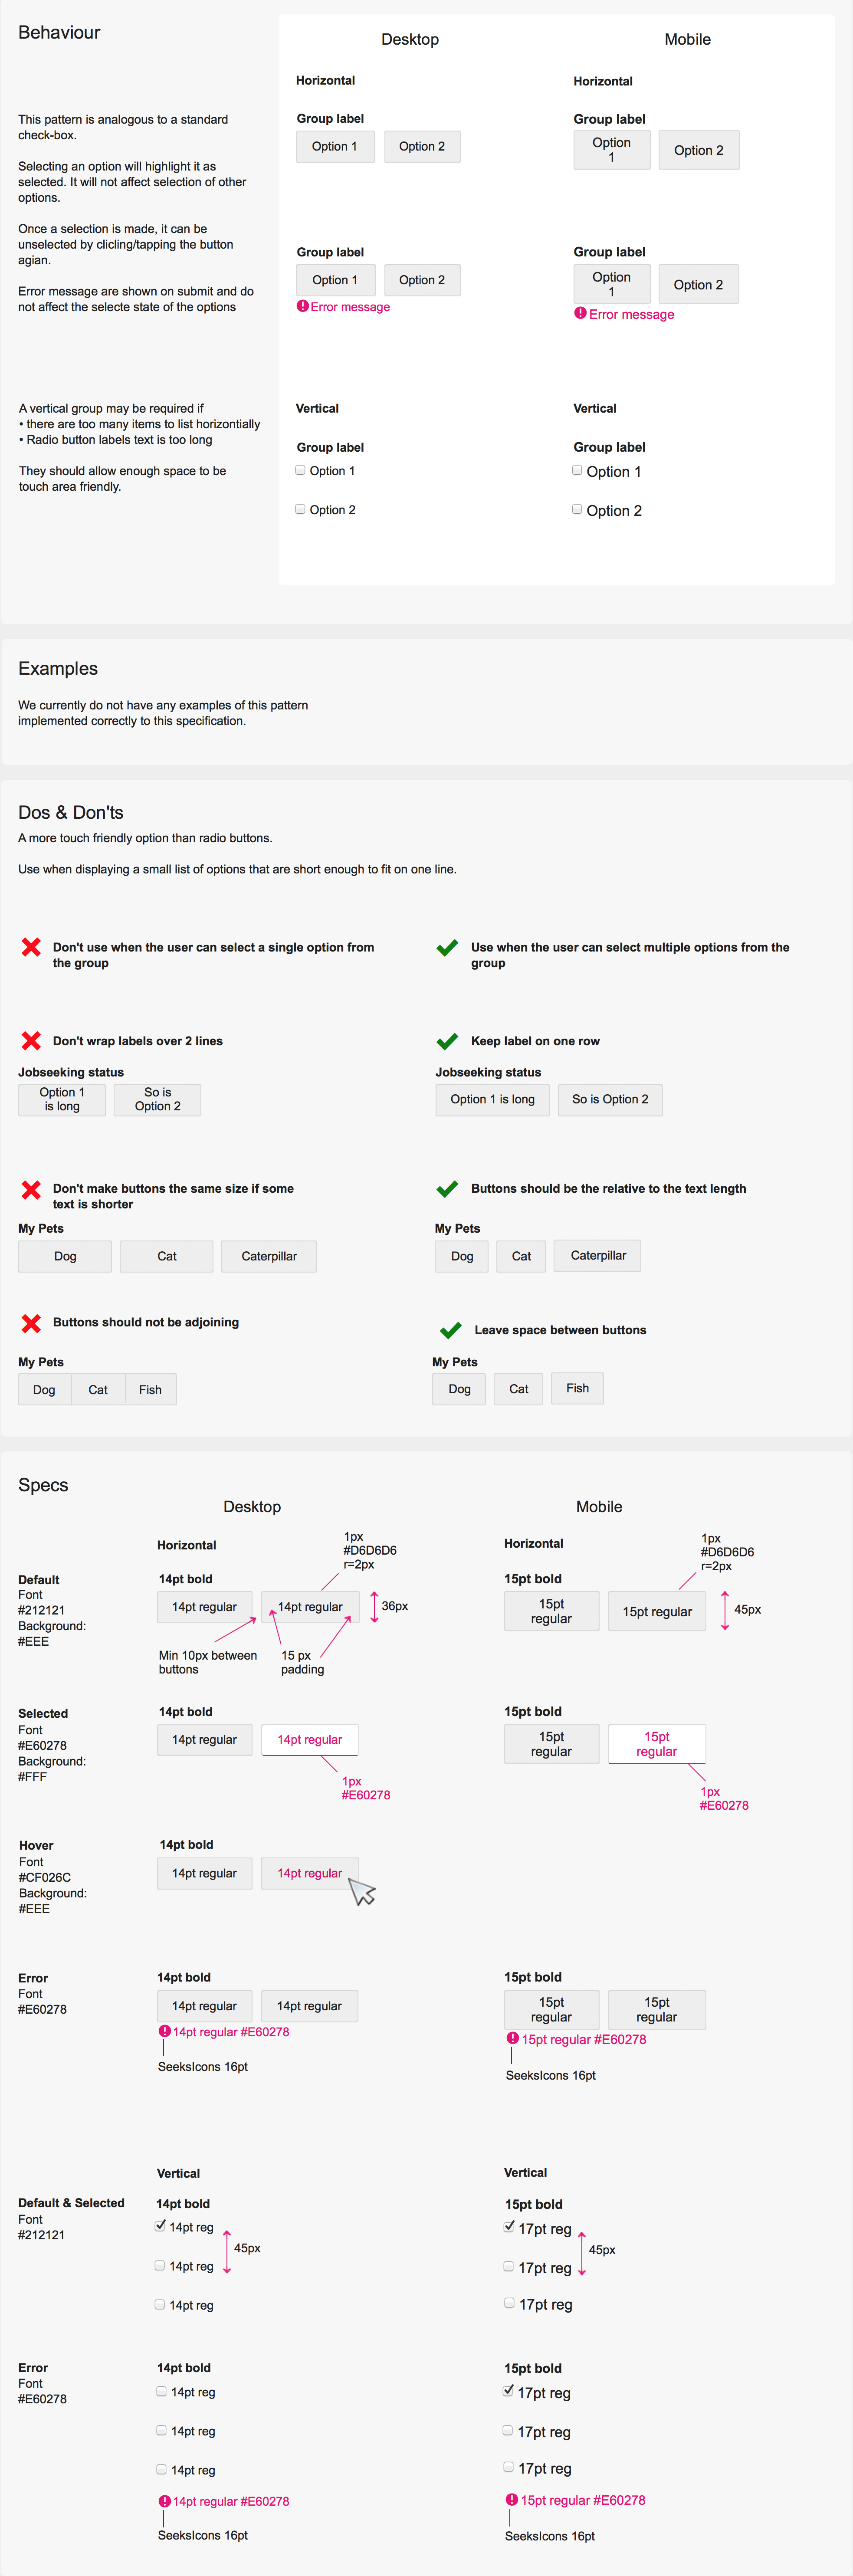 Behaviour
Desktop
Mobile
Horizontal
Horizontal
This pattern is analogous to a standard
check-box.
Selecting an option will highlight it as
selected. It will not affect selection of other
options.
Once a selection is made, it can be
unselected by clicling/tapping the button
agian.
Error message are shown on submit and do
not affect the selecte state of the options
Group label
Option 1
Option 2
Group label
Option
1
Option 2
Group label
Option 1
Option 2
Error message
Group label
Option
1
Option 2
Error message
A vertical group may be required if
• there are too many items to list horizontially
• Radio button labels text is too long
They should allow enough space to be
touch area friendly.
Vertical
Group label
Option 1
Option 2
Vertical
Group label
Option 1
Option 2
Examples
We currently do not have any examples of this pattern
implemented correctly to this specification.
Dos & Don'ts
A more touch friendly option than radio buttons.
Use when displaying a small list of options that are short enough to fit on one line.
Don't use when the user can select a single option from
the group
Use when the user can select multiple options from the
group
Don't wrap labels over 2 lines
Jobseeking status
Option 1
is long
So is
Option 2
Keep label on one row
Jobseeking status
Option 1 is long
So is Option 2
Don't make buttons the same size if some
text is shorter
My Pets
Dog
Cat
Caterpillar
Buttons should be the relative to the text length
My Pets
Dog
Cat
Caterpillar
Buttons should not be adjoining
My Pets
Dog
Cat
Fish
Leave space between buttons
My Pets
Dog
Cat
Fish
Specs
Desktop
Mobile
Default
Font
#212121
Background:
#EEE
Horizontal
1px
#D6D6D6
r=2px
14pt bold
14pt regular
14pt regular
36px
Min 10px between
buttons
15 px
padding
Horizontal
1px
#D6D6D6
r=2px
15pt bold
15pt
regular
15pt regular
45px
Selected
Font
#E60278
Background:
#FFF
14pt bold
14pt regular
14pt regular
1px
#E60278
15pt bold
15pt
regular
15pt
regular
1px
#E60278
Hover
Font
#CF026C
Background:
#EEE
14pt bold
14pt regular
14pt regular
Error
Font
#E60278
14pt bold
14pt regular
14pt regular
14pt regular #E60278
SeeksIcons 16pt
15pt bold
15pt
regular
15pt
regular
15pt regular #E60278
SeeksIcons 16pt
Vertical
Vertical
Default & Selected
Font
#212121
14pt bold
14pt reg
45px
14pt reg
14pt reg
15pt bold
17pt reg
45px
17pt reg
17pt reg
Error
Font
#E60278
14pt bold
14pt reg
14pt reg
14pt reg
14pt regular #E60278
SeeksIcons 16pt
15pt bold
17pt reg
17pt reg
17pt reg
15pt regular #E60278
SeeksIcons 16pt